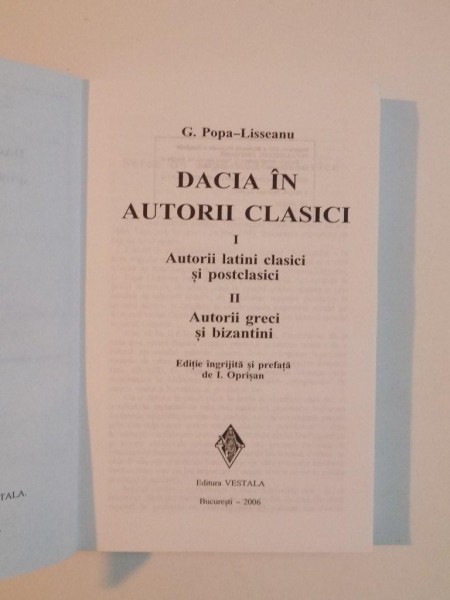 G. Popa-Lisseanu
DACIA ÎN
AUTORII CLASICI
I
Autorii latini clasici
și postclasici
II
Autorii greci
și bizantini
Ediție îngrijită și prefață
de I. Oprișan
Editura VESTALA
București – 2006
TALA.